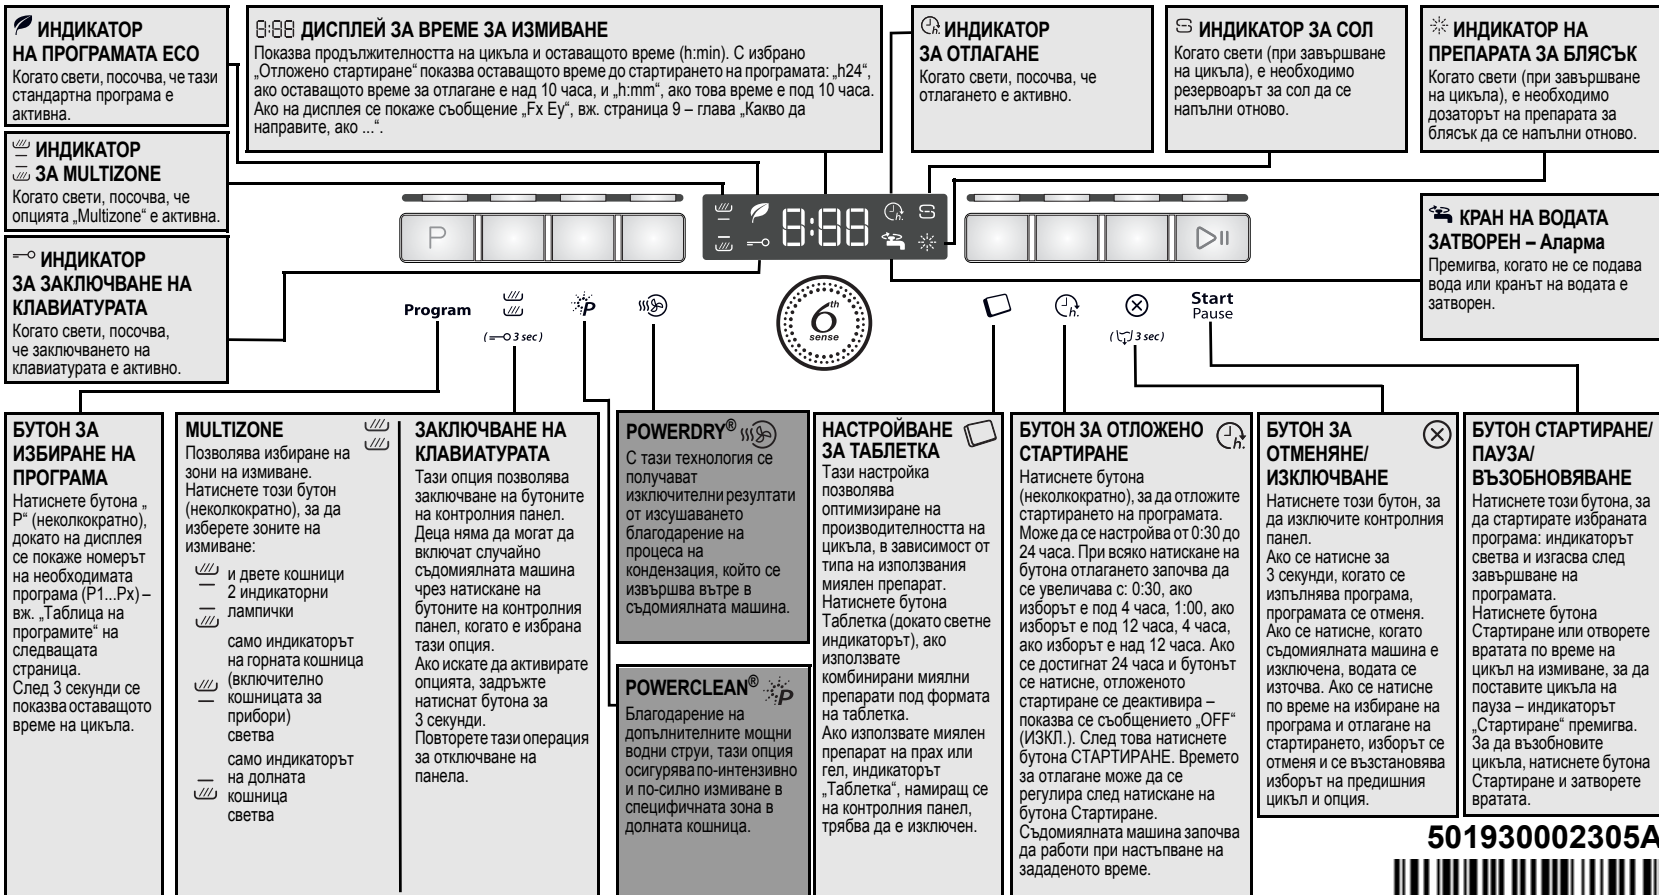 ИНДИКАТОР
НА ПРОГРАМАТА ECO
Когато свети, посочва, че тази
стандартна програма е
активна.
8:88 ДИСПЛЕЙ ЗА ВРЕМЕ ЗА ИЗМИВАНЕ
Показва продължителността на цикъла и оставащото време (h:min). С избрано
„Отложено стартиране“ показва оставащото време до стартирането на програмата: „h24“,
ако оставащото време за отлагане е над 10 часа, и „h:mm“, ако това време е под 10 часа.
Ако на дисплея се покаже съобщение „Fx Ey“, вж. страница 9 – глава „Какво да
направите, ако ...“.
h. ИНДИКАТОР
ЗА ОТЛАГАНЕ
Когато свети, посочва, че
отлагането е активно.
ИНДИКАТОР ЗА СОЛ
Когато свети (при завършване
на цикъла), е необходимо
резервоарът за сол да се
напълни отново.
ИНДИКАТОР НА
ПРЕПАРАТА ЗА БЛЯСЪК
Когато свети (при завършване
на цикъла), е необходимо
дозаторът на препарата за
блясък да се напълни отново.
ИНДИКАТОР
ЗА MULTIZONE
Когато свети, посочва, че
опцията „Multizone“ е активна.
ИНДИКАТОР
ЗА ЗАКЛЮЧВАНЕ НА
КЛАВИАТУРАТА
Когато свети, посочва,
че заключването на
клавиатурата е активно.
P
8:88
h.
КРАН НА ВОДАТА
ЗАТВОРЕН – Аларма
Премигва, когато не се подава
вода или кранът на водата е
затворен.
Program
(3 sec)
P
6th
sense
h.
(3 sec)
Start
Pause
БУТОН ЗА
ИЗБИРАНЕ НА
ПРОГРАМА
Натиснете бутона „
P“ (неколкократно),
докато на дисплея
се покаже номерът
на необходимата
програма (P1...Px) –
вж. „Таблица на
програмите“ на
следващата
страница.
След 3 секунди се
показва оставащото
време на цикъла.
MULTIZONE
Позволява избиране на
зони на измиване.
Натиснете този бутон
(неколкократно), за да
изберете зоните на
измиване:
и двете кошници
2 индикаторни
лампички
само индикаторът
на горната кошница
(включително
кошницата за
прибори)
светва
само индикаторът
на долната
кошница
светва
ЗАКЛЮЧВАНЕ НА
КЛАВИАТУРАТА
Тази опция позволява
заключване на бутоните
на контролния панел.
Деца няма да могат да
включат случайно
съдомиялната машина
чрез натискане на
бутоните на контролния
панел, когато е избрана
тази опция.
Ако искате да активирате
опцията, задръжте
натиснат бутона за
3 секунди.
Повторете тази операция
за отключване на
панела.
POWERDRY®
С тази технология се
получават
изключителни резултати
от изсушаването
благодарение на
процеса на
кондензация, който се
извършва вътре в
съдомиялната машина.
POWERCLEAN® P
Благодарение на
допълнителните мощни
водни струи, тази опция
осигурява по-интензивно
и по-силно измиване в
специфичната зона в
долната кошница.
НАСТРОЙВАНЕ
ЗА ТАБЛЕТКА
Тази настройка
позволява
оптимизиране на
производителността на
цикъла, в зависимост от
типа на използвания
миялен препарат.
Натиснете бутона
Таблетка (докато светне
индикаторът), ако
използвате
комбинирани миялни
препарати под формата
на таблетка.
Ако използвате миялен
препарат на прах или
гел, индикаторът
„Таблетка“, намиращ се
на контролния панел,
трябва да е изключен.
БУТОН ЗА ОТЛОЖЕНО h.
СТАРТИРАНЕ
Натиснете бутона
(неколкократно), за да отложите
стартирането на програмата.
Може да се настройва от 0:30 до
24 часа. При всяко натискане на
бутона отлагането започва да
се увеличава с: 0:30, ако
изборът е под 4 часа, 1:00, ако
изборът е под 12 часа, 4 часа,
ако изборът е над 12 часа. Ако
се достигнат 24 часа и бутонът
се натисне, отложеното
стартиране се деактивира –
показва се съобщението „OFF“
(ИЗКЛ.). След това натиснете
бутона СТАРТИРАНЕ. Времето
за отлагане може да се
регулира след натискане на
бутона Стартиране.
Съдомиялната машина започва
да работи при настъпване на
зададеното време.
БУТОН ЗА
ОТМЕНЯНЕ/
ИЗКЛЮЧВАНЕ
Натиснете този бутон, за
да изключите контролния
панел.
Ако се натисне за
3 секунди, когато се
изпълнява програма,
програмата се отменя.
Ако се натисне, когато
съдомиялната машина е
изключена, водата се
източва. Ако се натисне
по време на избиране на
програма и отлагане на
стартирането, изборът се
отменя и се възстановява
изборът на предишния
цикъл и опция.
БУТОН СТАРТИРАНЕ/
ПАУЗА/
ВЪЗОБНОВЯВАНЕ
Натиснете този бутона, за
да стартирате избраната
програма: индикаторът
светва и изгасва след
завършване на
програмата.
Натиснете бутона
Стартиране или отворете
вратата по време на
цикъл на измиване, за да
поставите цикъла на
пауза – индикаторът
„Стартиране“ премигва.
За да възобновите
цикъла, натиснете бутона
Стартиране и затворете
вратата.
501930002305A